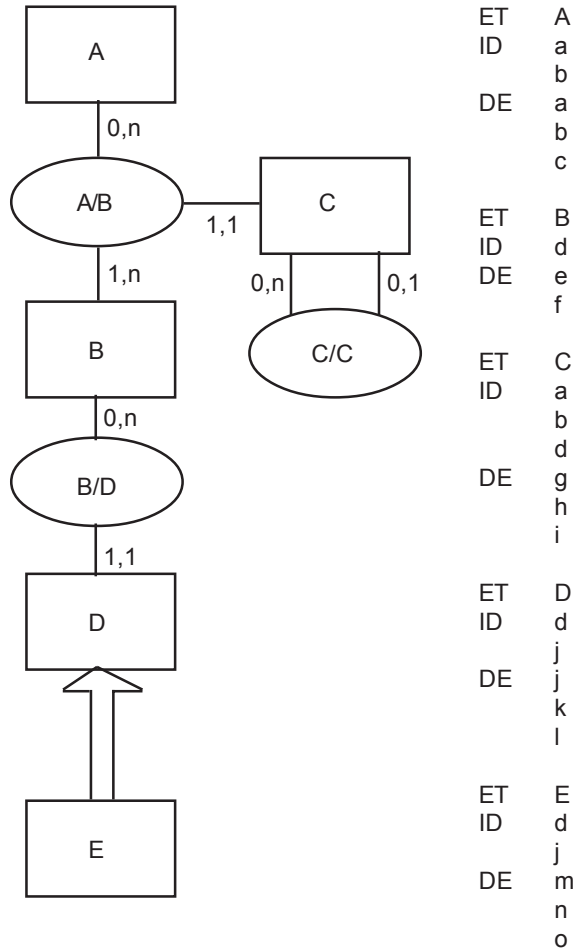 A
0,n
A/B
1,1
C
1,n
0,n
0,1
B
C/C
0,n
B/D
1,1
D
E
ET A
ID a
b
DE a
b
c
ET B
ID d
DE e
f
ET C
ID a
b
d
DE g
h
i
ET D
ID d
j
DE j
k
l
ET E
ID d
j
DE m
n
o